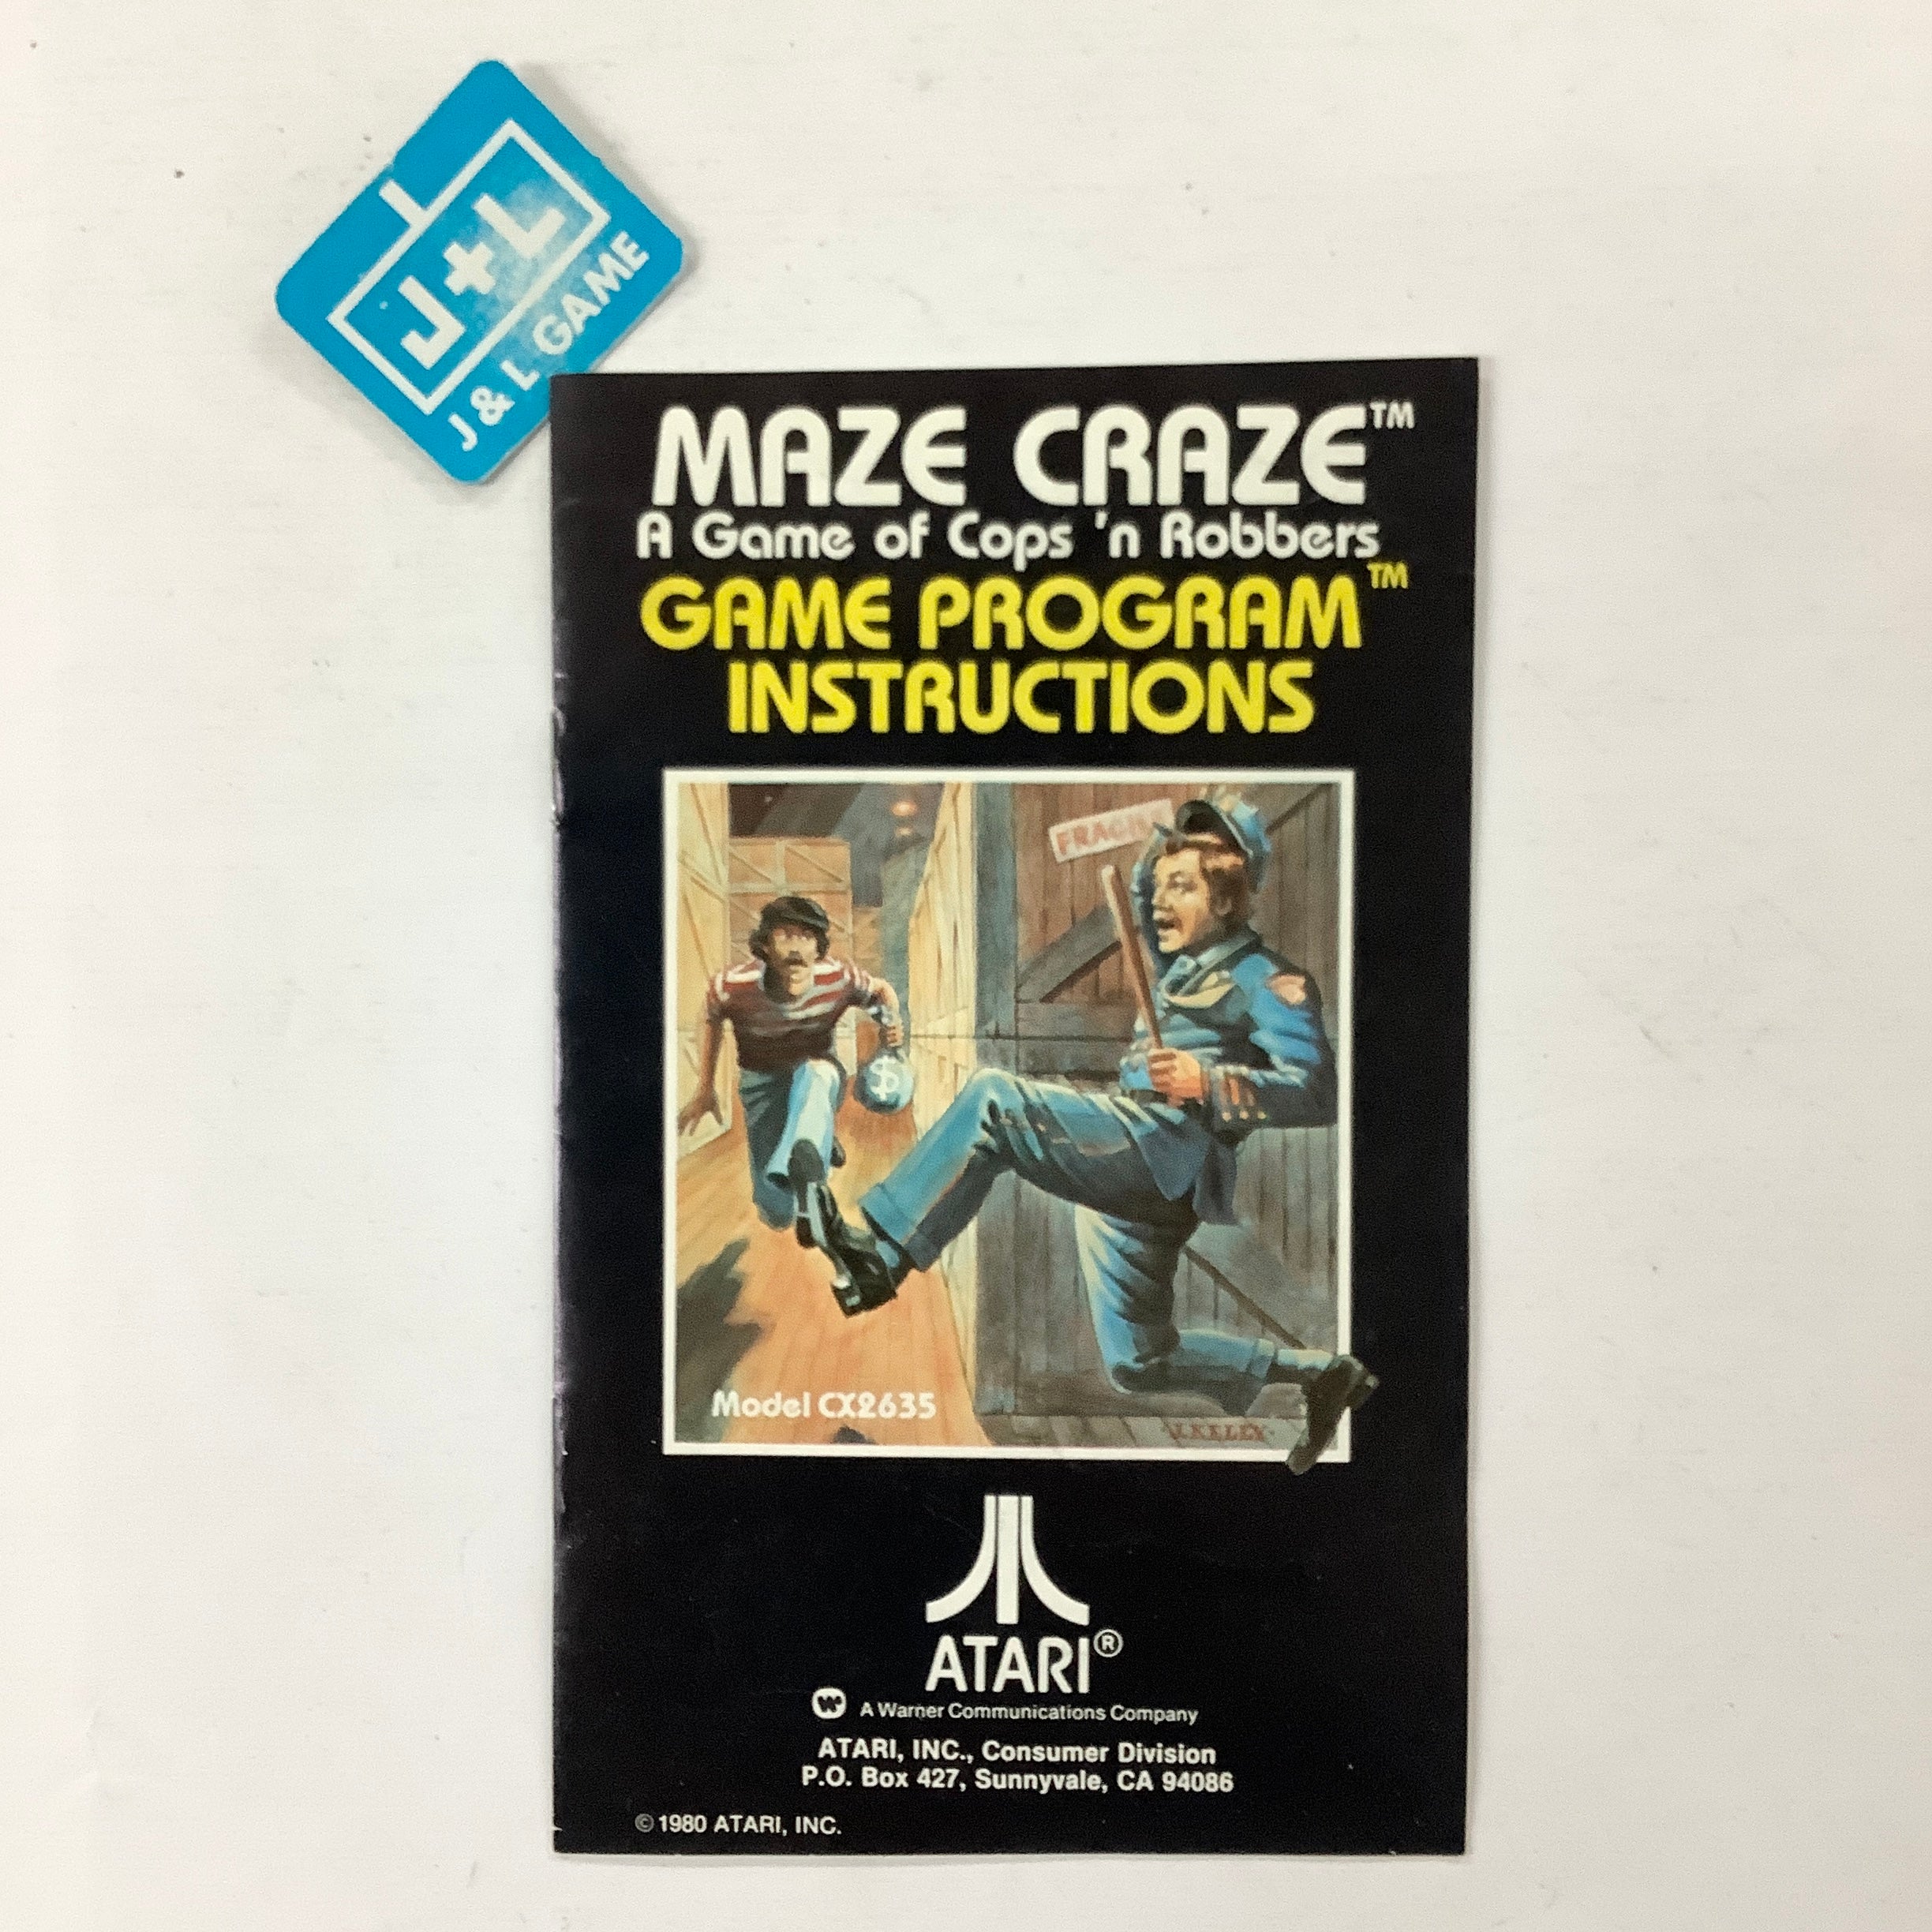 J+L
J & L GAME
MAZE CRAZE™
A Game of Cops 'n Robbers
GAME PROGRAM™
INSTRUCTIONS
$
Model CX2635
J.KELLY
ATARI®
W A Warner Communications Company
ATARI, INC., Consumer Division
P.O. Box 427, Sunnyvale, CA 94086
© 1980 ATARI, INC.